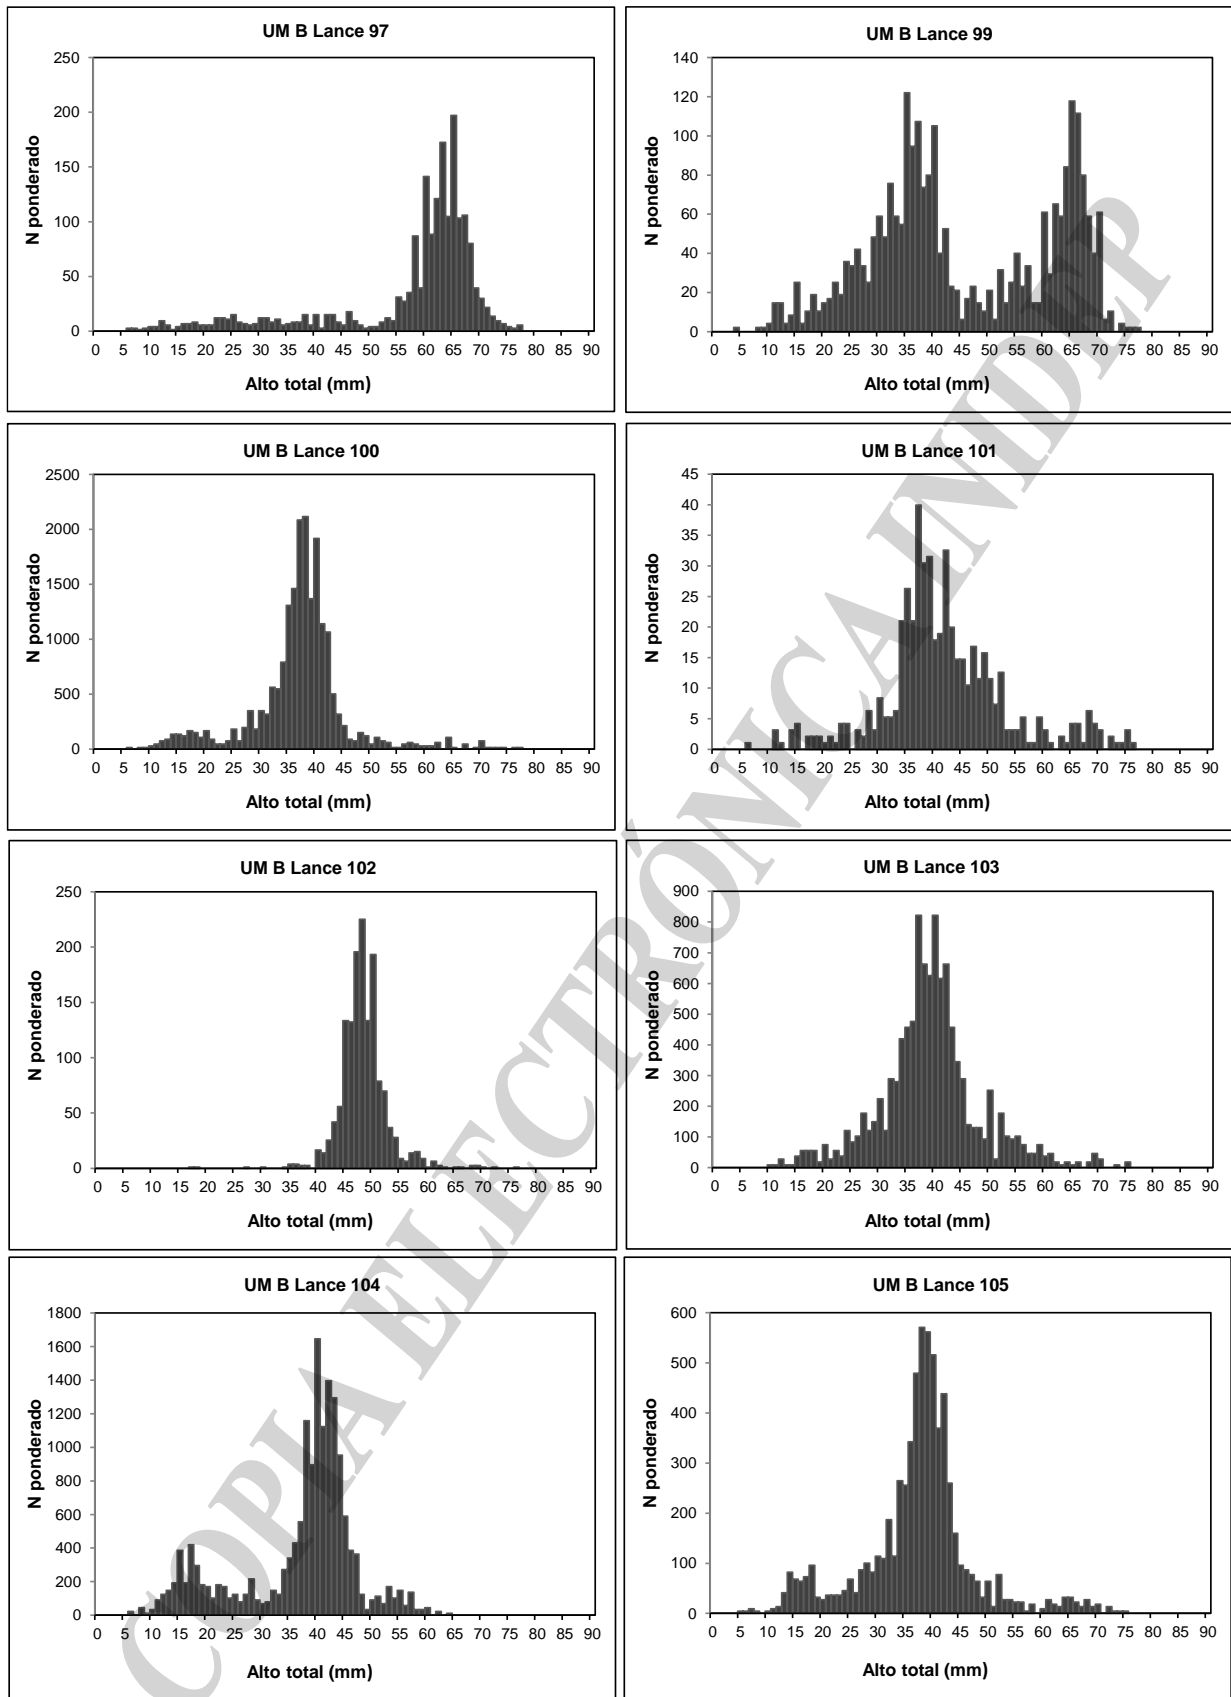 UM B Lance 97
250
200
150
100
50
0
N ponderado
0 5 10 15 20 25 30 35 40 45 50 55 60 65 70 75 80 85 90
Alto total (mm)
UM B Lance 99
140
120
100
80
60
40
20
0
N ponderado
0 5 10 15 20 25 30 35 40 45 50 55 60 65 70 75 80 85 90
Alto total (mm)
UM B Lance 100
2500
2000
1500
1000
500
0
N ponderado
0 5 10 15 20 25 30 35 40 45 50 55 60 65 70 75 80 85 90
Alto total (mm)
UM B Lance 101
45
40
35
30
25
20
15
10
5
0
N ponderado
0 5 10 15 20 25 30 35 40 45 50 55 60 65 70 75 80 85 90
Alto total (mm)
UM B Lance 102
250
200
150
100
50
0
N ponderado
0 5 10 15 20 25 30 35 40 45 50 55 60 65 70 75 80 85 90
Alto total (mm)
UM B Lance 103
900
800
700
600
500
400
300
200
100
0
N ponderado
0 5 10 15 20 25 30 35 40 45 50 55 60 65 70 75 80 85 90
Alto total (mm)
UM B Lance 104
1800
1600
1400
1200
1000
800
600
400
200
0
N ponderado
0 5 10 15 20 25 30 35 40 45 50 55 60 65 70 75 80 85 90
Alto total (mm)
UM B Lance 105
600
500
400
300
200
100
0
N ponderado
0 5 10 15 20 25 30 35 40 45 50 55 60 65 70 75 80 85 90
Alto total (mm)
COPIA ELECTRÓNICA INIDEP